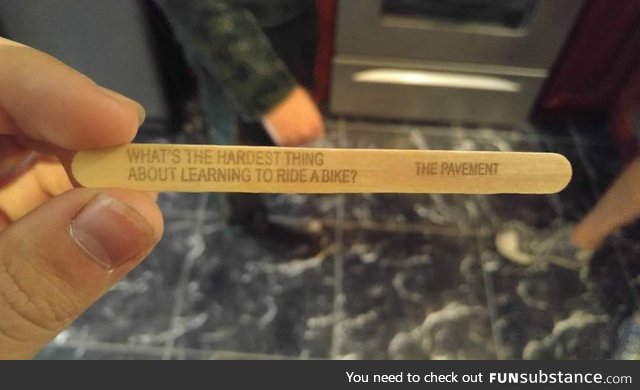 WHAT'S THE HARDEST THING
ABOUT LEARNING TO RIDE A BIKE?
THE PAVEMENT
You need to check out FUNsubstance.com